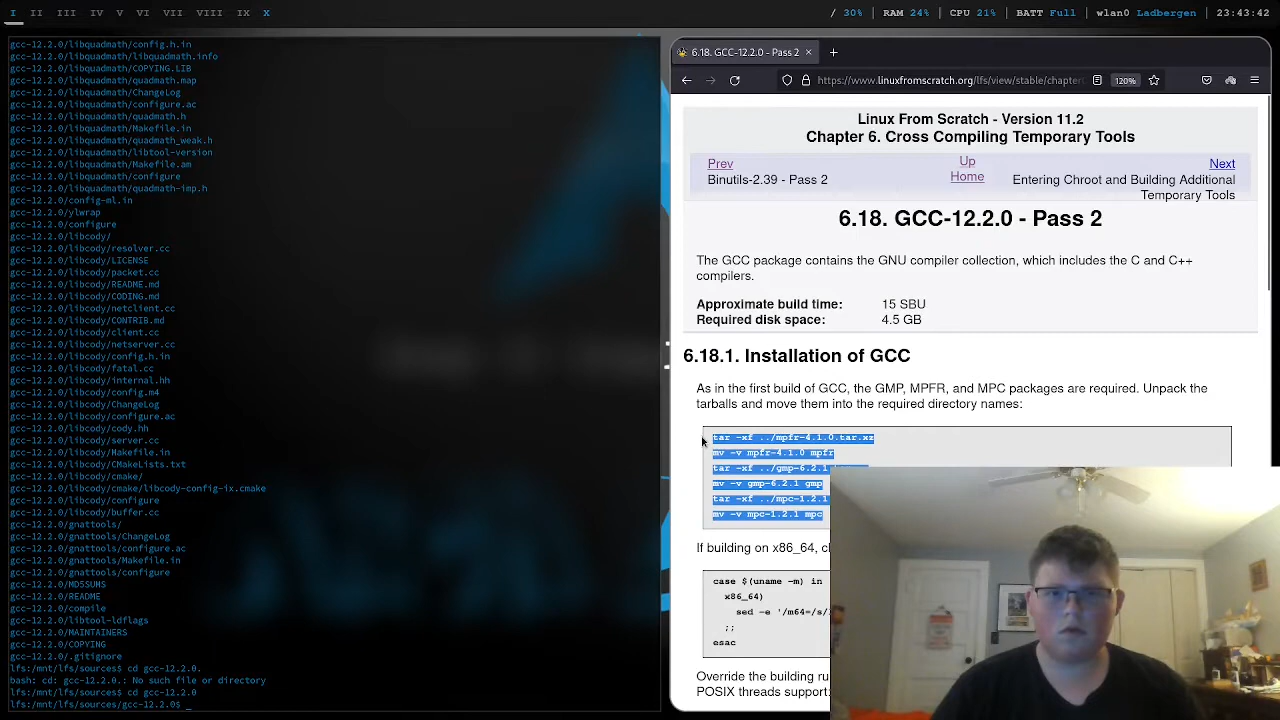 I II III IV V VI VII VIII IX X / 30% RAM 24% CPU 21% BATT Full wlan0 Ladbergen 23:43:42
gcc-12.2.0/libquadmath/config.h.in
gcc-12.2.0/libquadmath/libquadmath.info
gcc-12.2.0/libquadmath/COPYING.LIB
gcc-12.2.0/libquadmath/quadmath.map
gcc-12.2.0/libquadmath/ChangeLog
gcc-12.2.0/libquadmath/configure.ac
gcc-12.2.0/libquadmath/quadmath.h
gcc-12.2.0/libquadmath/Makefile.in
gcc-12.2.0/libquadmath/quadmath_weak.h
gcc-12.2.0/libquadmath/libtool-version
gcc-12.2.0/libquadmath/Makefile.am
gcc-12.2.0/libquadmath/configure
gcc-12.2.0/libquadmath/quadmath-imp.h
gcc-12.2.0/config-ml.in
gcc-12.2.0/ylwrap
gcc-12.2.0/configure
gcc-12.2.0/libcody/
gcc-12.2.0/libcody/resolver.cc
gcc-12.2.0/libcody/LICENSE
gcc-12.2.0/libcody/packet.cc
gcc-12.2.0/libcody/README.md
gcc-12.2.0/libcody/CODING.md
gcc-12.2.0/libcody/netclient.cc
gcc-12.2.0/libcody/CONTRIB.md
gcc-12.2.0/libcody/client.cc
gcc-12.2.0/libcody/netserver.cc
gcc-12.2.0/libcody/config.h.in
gcc-12.2.0/libcody/fatal.cc
gcc-12.2.0/libcody/internal.hh
gcc-12.2.0/libcody/config.m4
gcc-12.2.0/libcody/ChangeLog
gcc-12.2.0/libcody/configure.ac
gcc-12.2.0/libcody/cody.hh
gcc-12.2.0/libcody/server.cc
gcc-12.2.0/libcody/Makefile.in
gcc-12.2.0/libcody/CMakeLists.txt
gcc-12.2.0/libcody/cmake/
gcc-12.2.0/libcody/cmake/libcody-config-ix.cmake
gcc-12.2.0/libcody/configure
gcc-12.2.0/libcody/buffer.cc
gcc-12.2.0/gnattools/
gcc-12.2.0/gnattools/ChangeLog
gcc-12.2.0/gnattools/configure.ac
gcc-12.2.0/gnattools/Makefile.in
gcc-12.2.0/gnattools/configure
gcc-12.2.0/MD5SUMS
gcc-12.2.0/README
gcc-12.2.0/compile
gcc-12.2.0/libtool-ldflags
gcc-12.2.0/MAINTAINERS
gcc-12.2.0/COPYING
gcc-12.2.0/.gitignore
lfs:/mnt/lfs/sources$ cd gcc-12.2.0.
bash: cd: gcc-12.2.0.: No such file or directory
lfs:/mnt/lfs/sources$ cd gcc-12.2.0
lfs:/mnt/lfs/sources/gcc-12.2.0$ _
6.18. GCC-12.2.0 - Pass 2
https://www.linuxfromscratch.org/lfs/view/stable/chapter 120%
Linux From Scratch - Version 11.2
Chapter 6. Cross Compiling Temporary Tools
Prev Up Next
Binutils-2.39 - Pass 2 Home Entering Chroot and Building Additional
Temporary Tools
6.18. GCC-12.2.0 - Pass 2
The GCC package contains the GNU compiler collection, which includes the C and C++
compilers.
Approximate build time: 15 SBU
Required disk space: 4.5 GB
6.18.1. Installation of GCC
As in the first build of GCC, the GMP, MPFR, and MPC packages are required. Unpack the
tarballs and move them into the required directory names:
tar -xf ../mpfr-4.1.0.tar.xz
mv -v mpfr-4.1.0 mpfr
tar -xf ../gmp-6.2.1
mv -v gmp-6.2.1 gmp
tar -xf ../mpc-1.2.1
mv -v mpc-1.2.1 mpc
If building on x86_64, c
case $(uname -m) in
x86_64)
sed -e '/m64=/s/
;;
esac
Override the building ru
POSIX threads support: